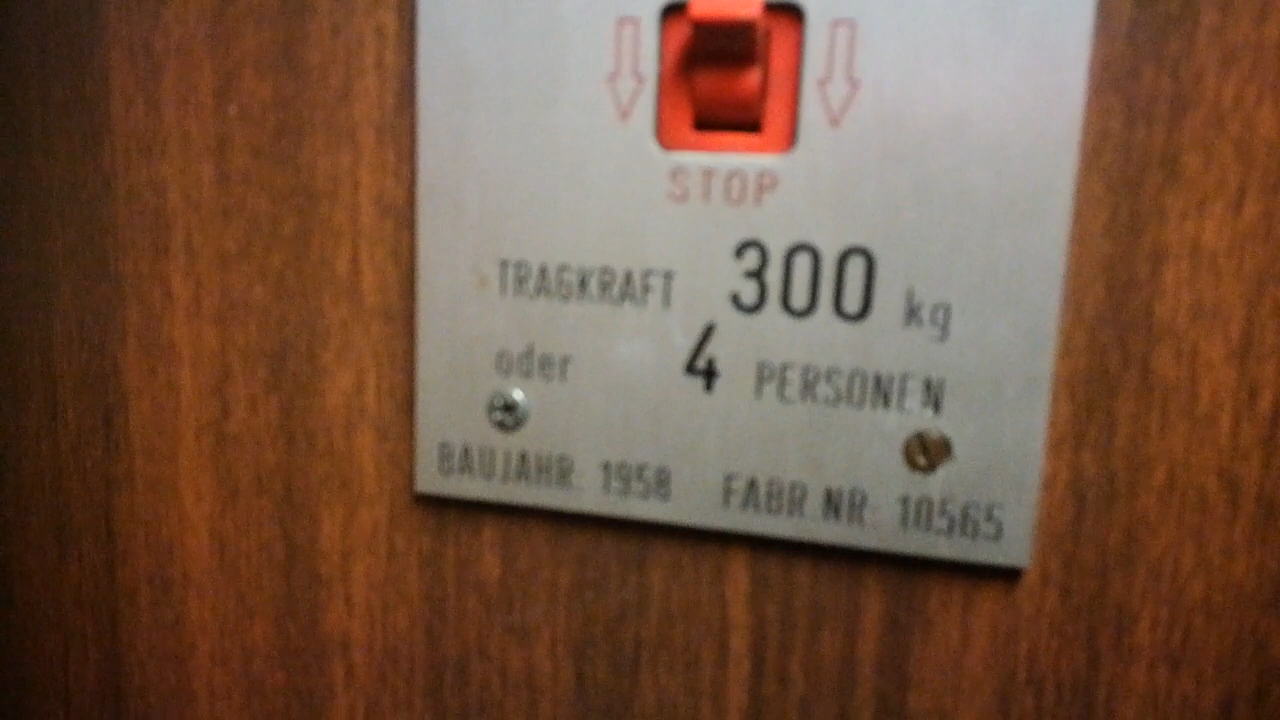 STOP
TRAGKRAFT 300 kg
oder 4 PERSONEN
BAUJAHR. 1958 FABR NR. 10565